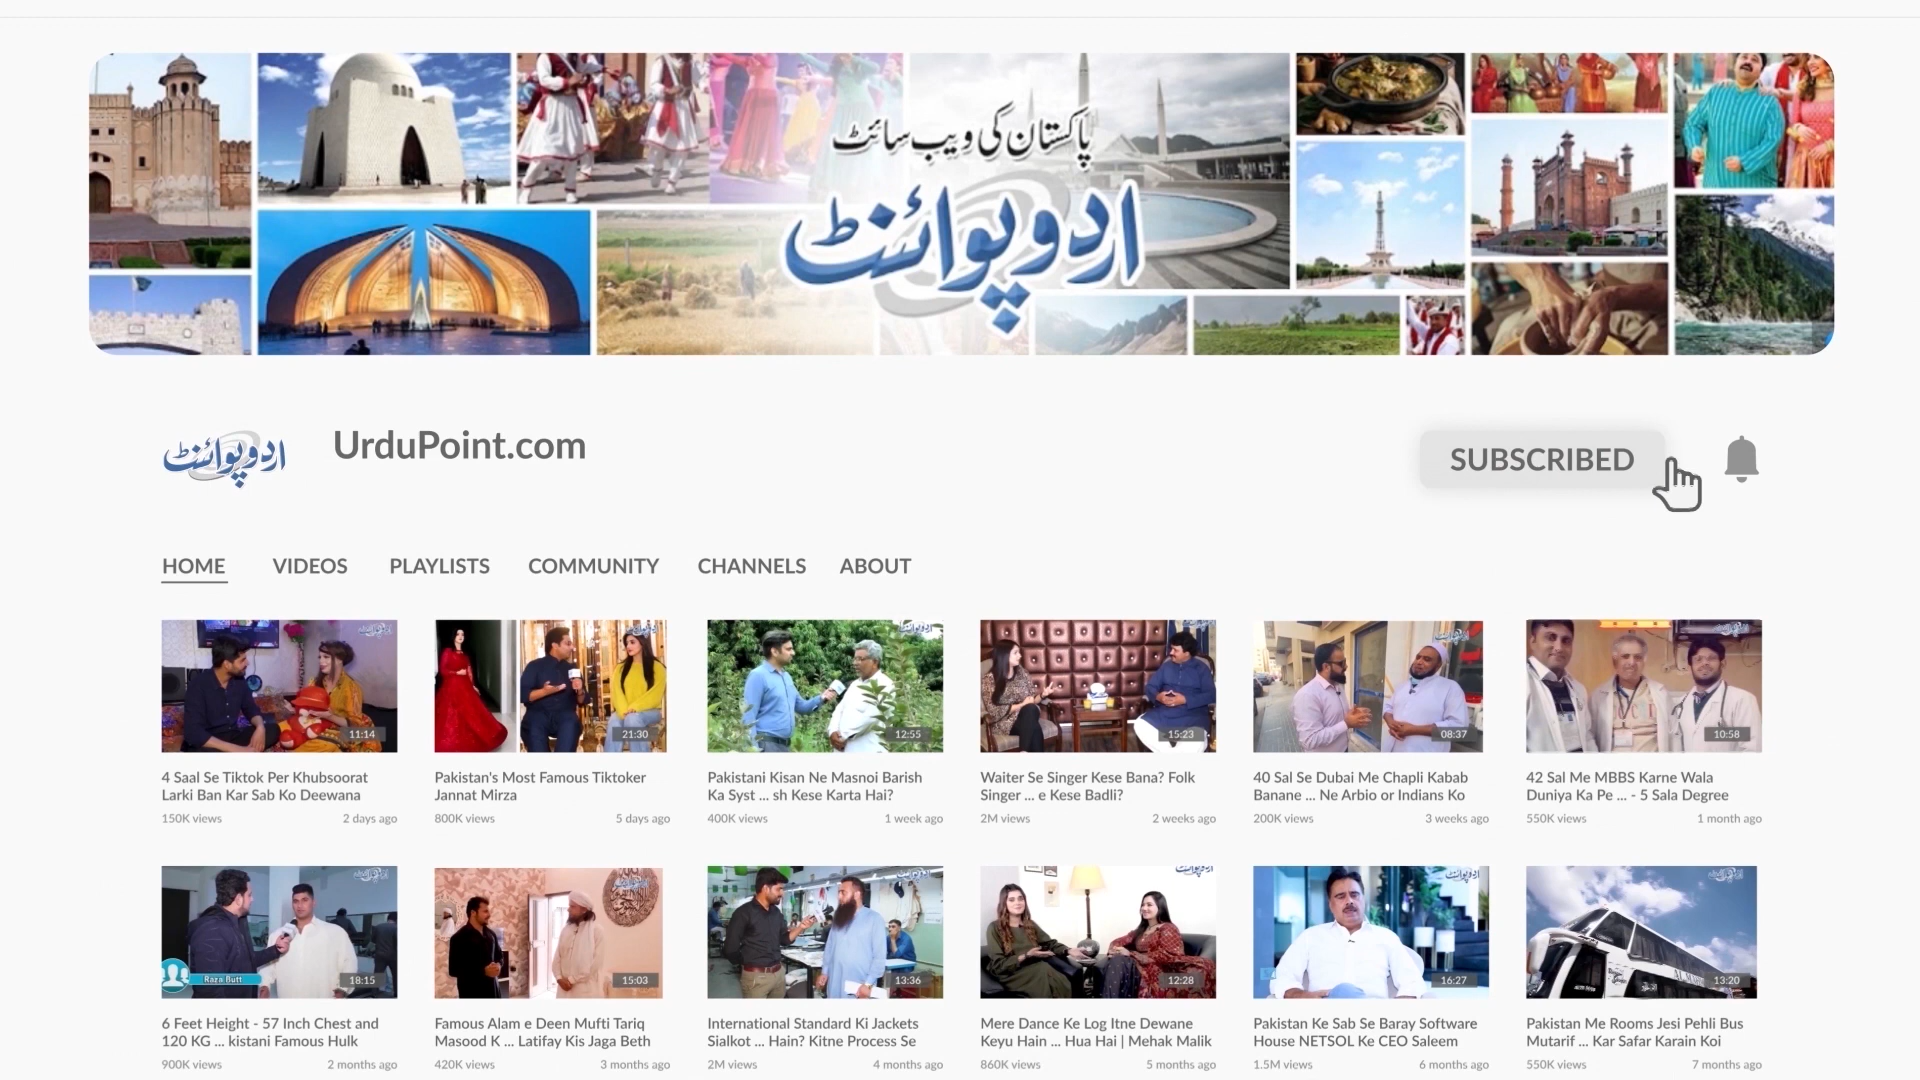 پاکستان کی ویب سائٹ
اردو پوائنٹ
اردو پوائنٹ
UrduPoint.com
SUBSCRIBED
HOME VIDEOS PLAYLISTS COMMUNITY CHANNELS ABOUT
11:14
21:30
12:55
15:23
08:37
10:58
4 Saal Se Tiktok Per Khubsoorat
Larki Ban Kar Sab Ko Deewana
150K views 2 days ago
Pakistan's Most Famous Tiktoker
Jannat Mirza
800K views 5 days ago
Pakistani Kisan Ne Masnoi Barish
Ka Syst ... sh Kese Karta Hai?
400K views 1 week ago
Waiter Se Singer Kese Bana? Folk
Singer ... e Kese Badli?
2M views 2 weeks ago
40 Sal Se Dubai Me Chapli Kabab
Banane ... Ne Arbio or Indians Ko
200K views 3 weeks ago
42 Sal Me MBBS Karne Wala
Duniya Ka Pe ... - 5 Sala Degree
550K views 1 month ago
Raza Butt
18:15
15:03
13:36
12:28
16:27
13:20
6 Feet Height - 57 Inch Chest and
120 KG ... kistani Famous Hulk
900K views 2 months ago
Famous Alam e Deen Mufti Tariq
Masood K ... Latifay Kis Jaga Beth
420K views 3 months ago
International Standard Ki Jackets
Sialkot ... Hain? Kitne Process Se
2M views 4 months ago
Mere Dance Ke Log Itne Dewane
Keyu Hain ... Hua Hai | Mehak Malik
860K views 5 months ago
Pakistan Ke Sab Se Baray Software
House NETSOL Ke CEO Saleem
1.5M views 6 months ago
Pakistan Me Rooms Jesi Pehli Bus
Mutarif ... Kar Safar Karain Koi
550K views 7 months ago